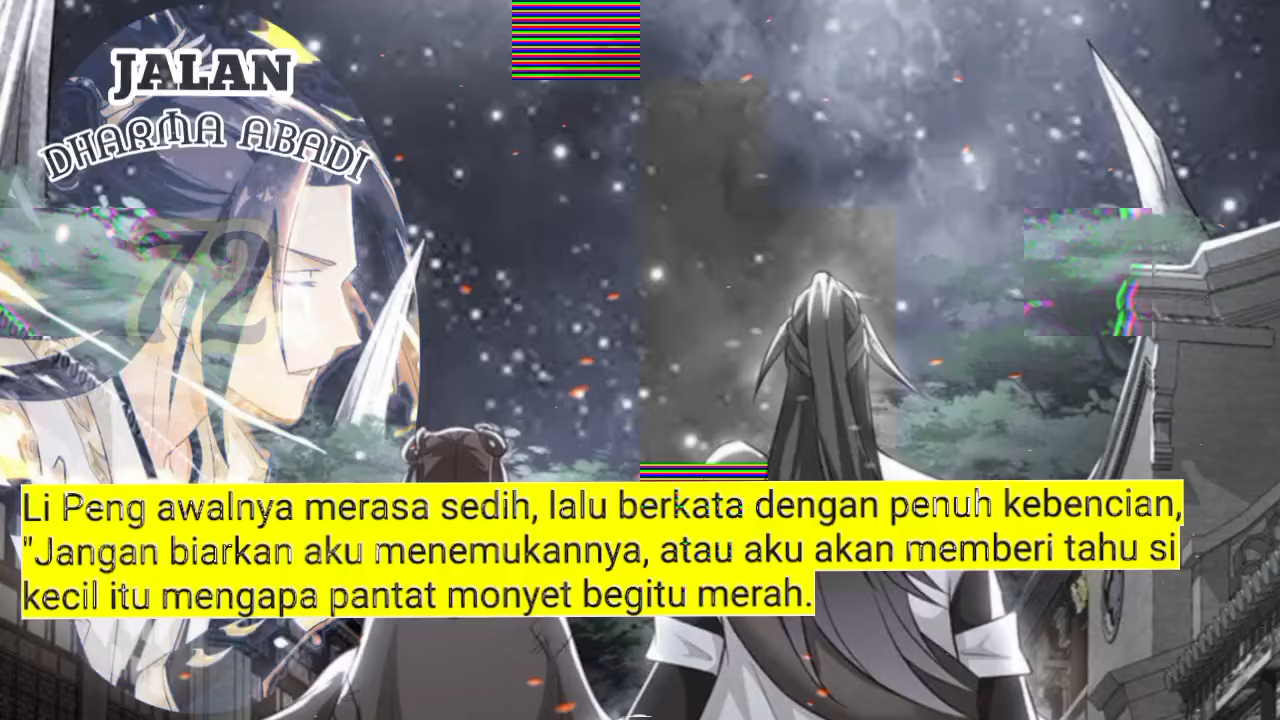 JALAN
DHARMA ABADI
72
Li Peng awalnya merasa sedih, lalu berkata dengan penuh kebencian,
"Jangan biarkan aku menemukannya, atau aku akan memberi tahu si
kecil itu mengapa pantat monyet begitu merah.